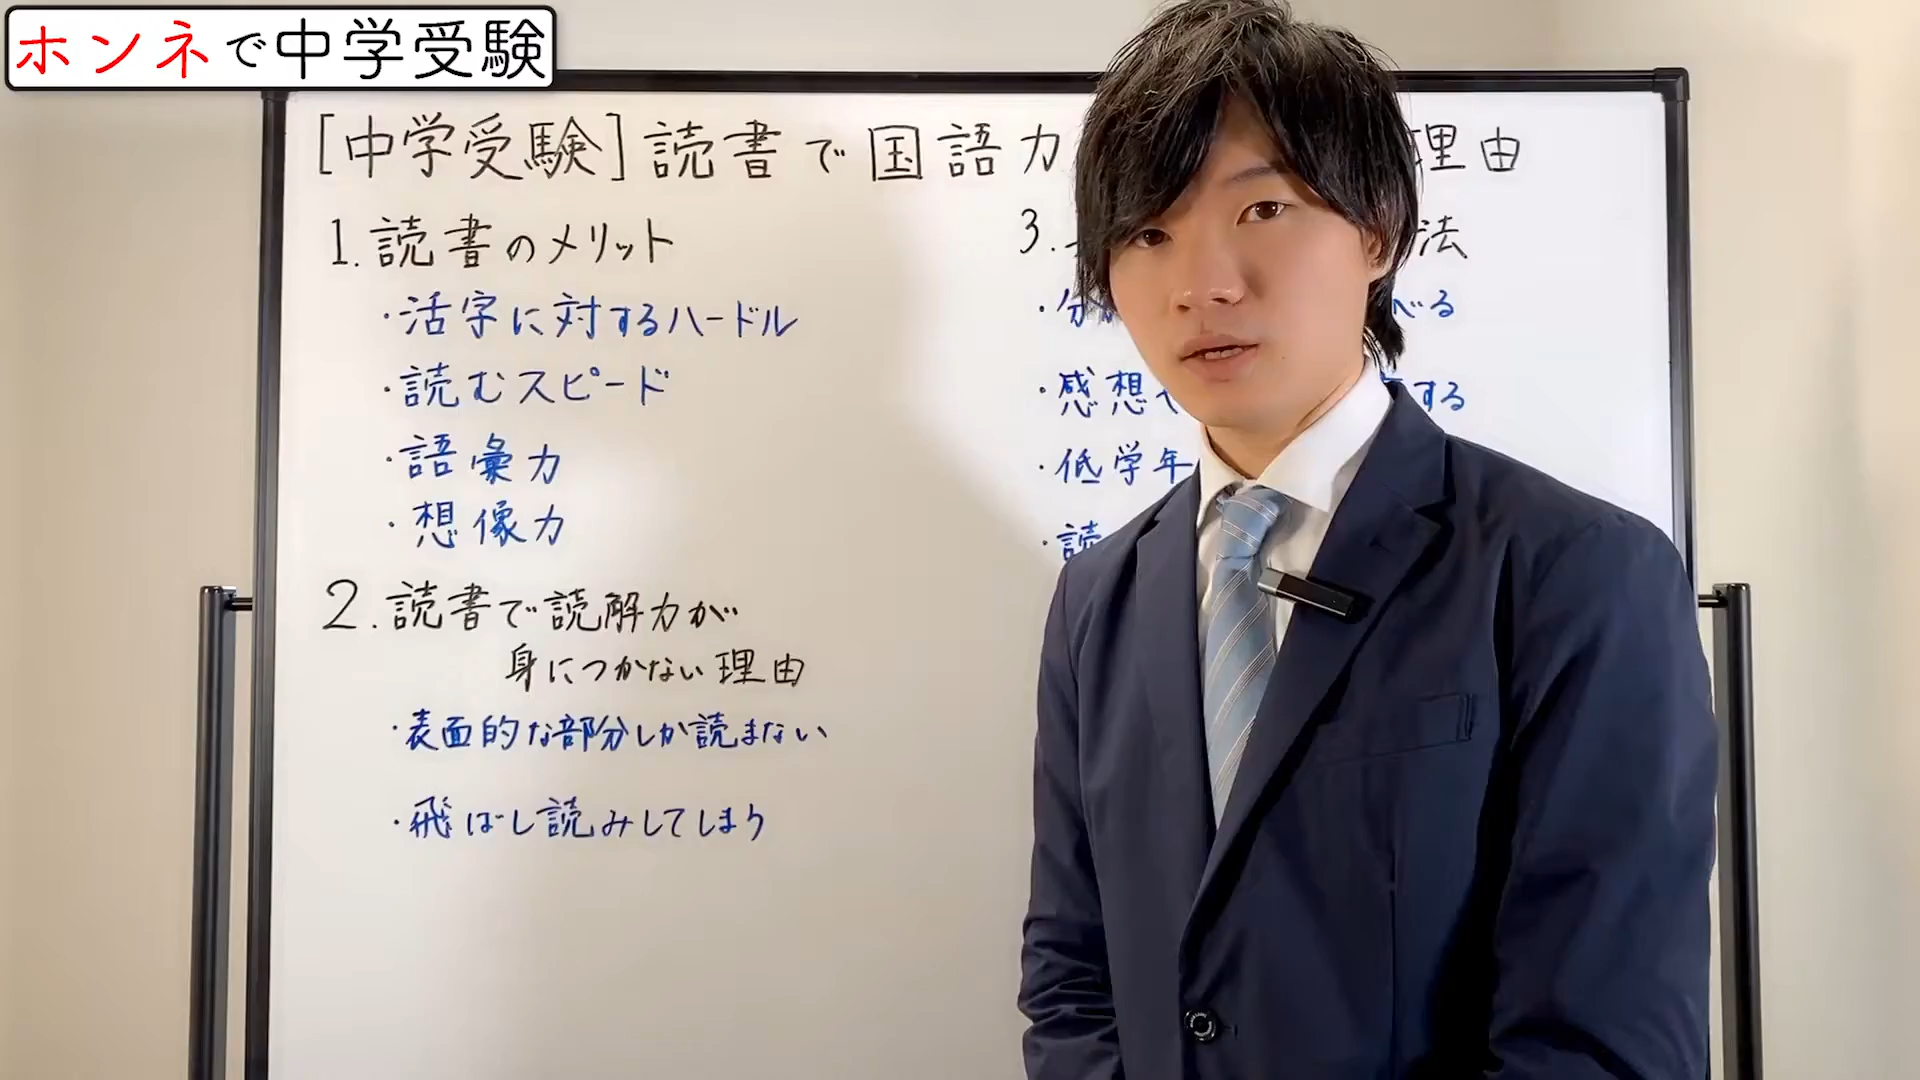 ホンネで中学受験
[中学受験]読書で国語力 理由
1.読書のメリット
・活字に対するハードル
・読むスピード
・語彙力
・想像力
2.読書で読解力が
身につかない理由
・表面的な部分しか読まない
・飛ばし読みしてしまう
3. 法
・分 べる
・感想 する
・低学年
・読